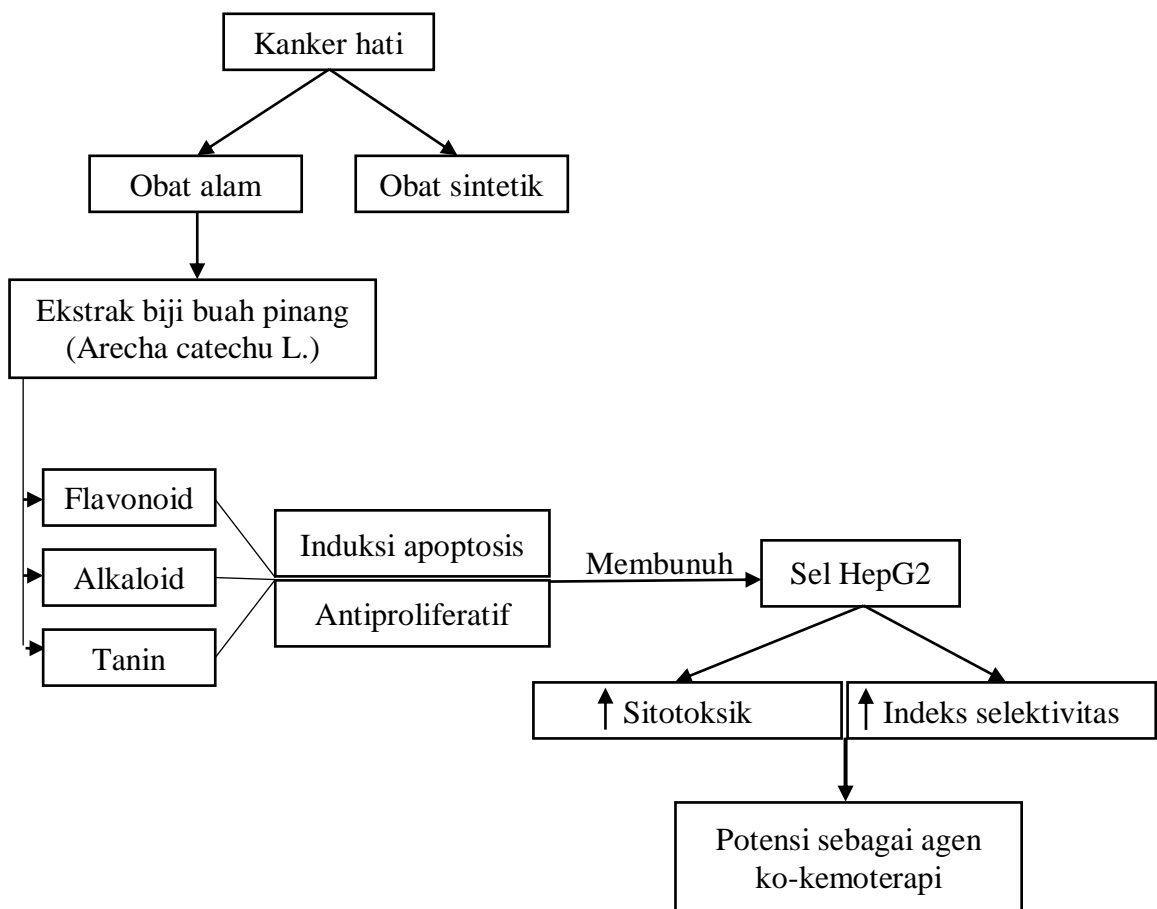 Kanker hati
Obat alam
Obat sintetik
Ekstrak biji buah pinang
(Arecha catechu L.)
Flavonoid
Alkaloid
Tanin
Induksi apoptosis
Antiproliferatif
Membunuh
Sel HepG2
↑ Sitotoksik
↑ Indeks selektivitas
Potensi sebagai agen
ko-kemoterapi